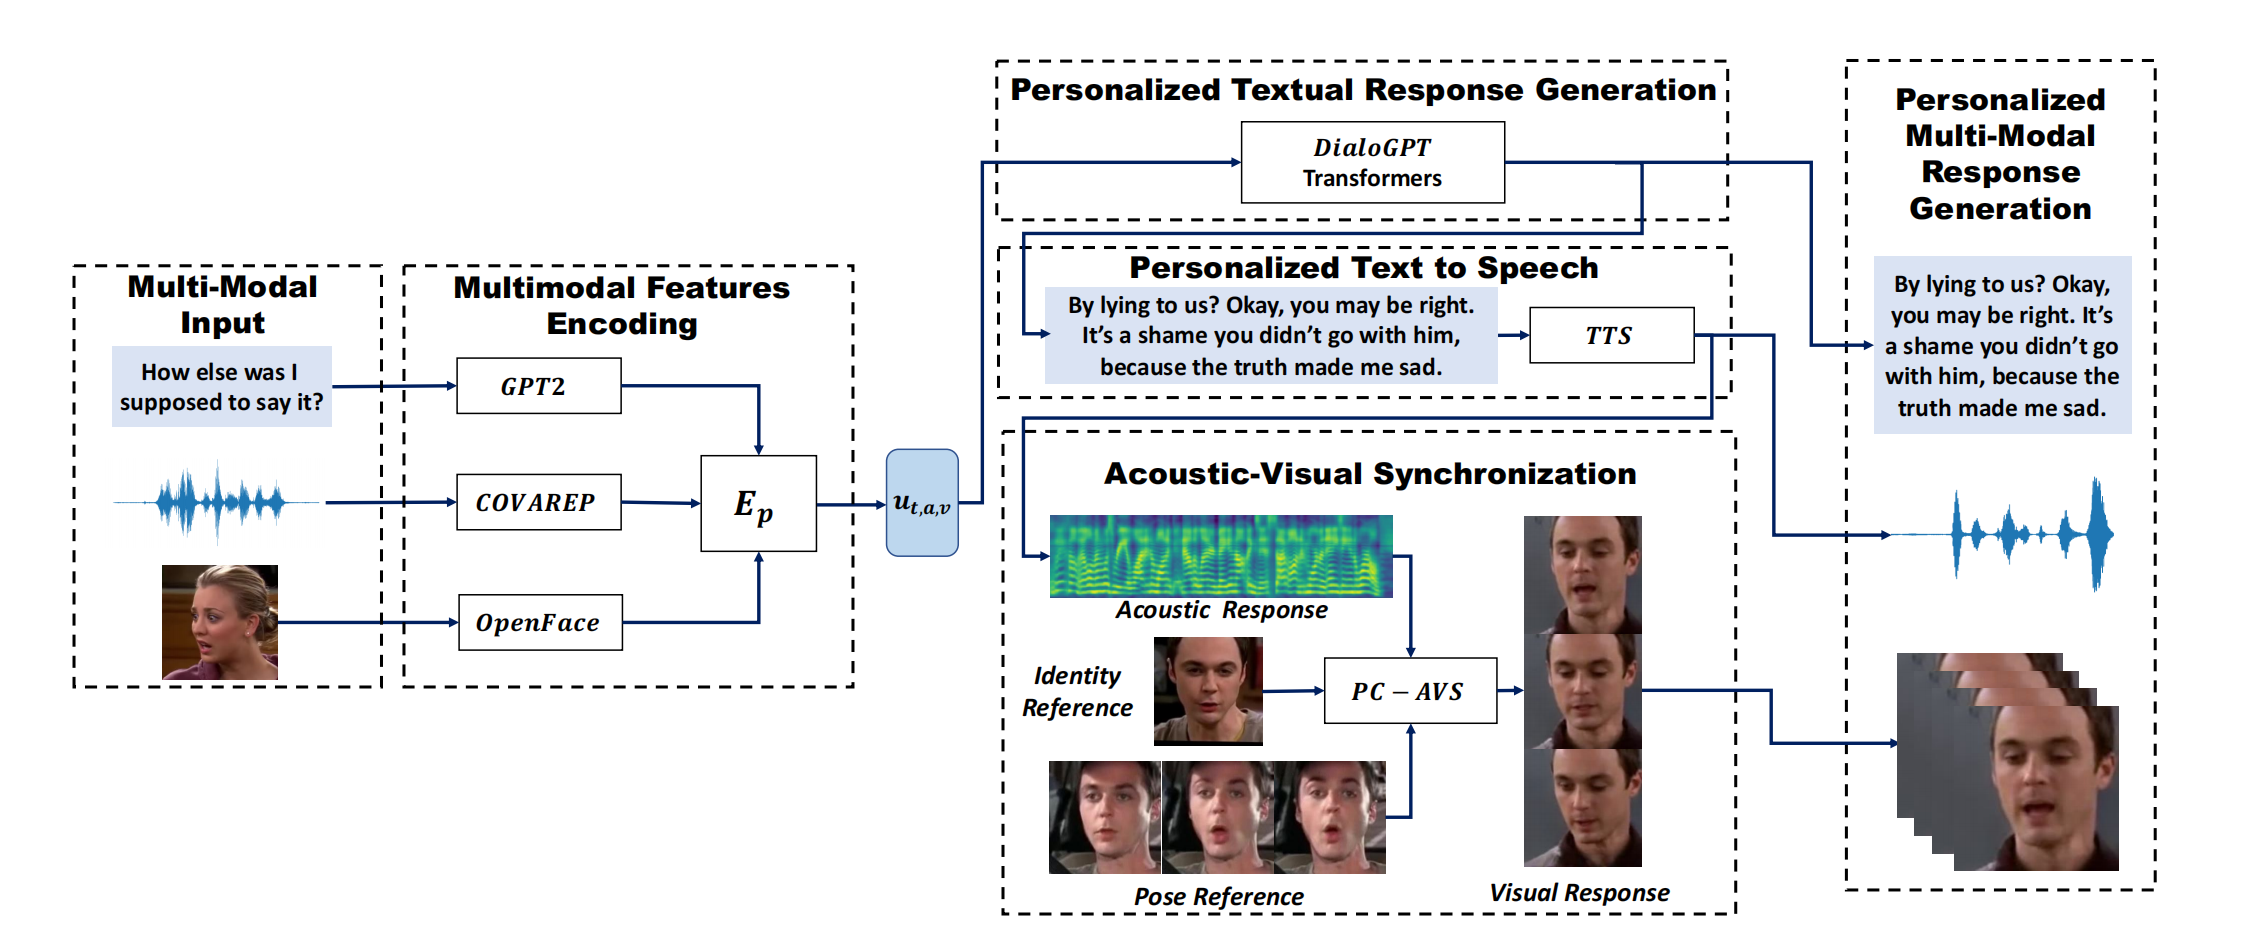 Multi-Modal
Input
How else was I
supposed to say it?
Multimodal Features
Encoding
GPT2
COVAREP
OpenFace
E_p
u_{t,a,v}
Personalized Textual Response Generation
DialoGPT
Transformers
Personalized Text to Speech
By lying to us? Okay, you may be right.
It's a shame you didn't go with him,
because the truth made me sad.
TTS
Acoustic-Visual Synchronization
Acoustic Response
Identity
Reference
PC − AVS
Pose Reference
Visual Response
Personalized
Multi-Modal
Response
Generation
By lying to us? Okay,
you may be right. It's
a shame you didn't go
with him, because the
truth made me sad.